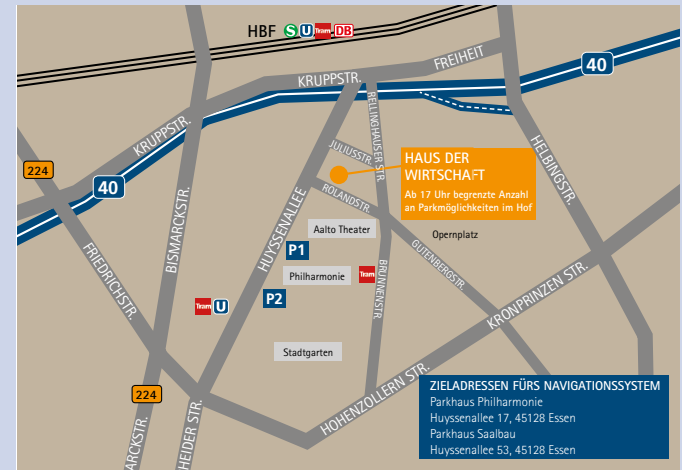 HBF S U Tram DB
FREIHEIT
40
KRUPPSTR.
KRUPPSTR.
RELLINGHAUSER STR.
HELBINGSTR.
JULIUSSTR.
HAUS DER
WIRTSCHAFT
Ab 17 Uhr begrenzte Anzahl
an Parkmöglichkeiten im Hof
224
40
ROLANDSTR.
BISMARCKSTR.
HUYSSENALLEE
Aalto Theater
Opernplatz
P1
GUTENBERGSTR.
FRIEDRICHSTR.
Philharmonie
Tram
BRUNNENSTR.
KRONPRINZEN STR.
P2
Tram U
Stadtgarten
224
HOHENZOLLERN STR.
ARCKSTR.
HEIDER STR.
ZIELADRESSEN FÜRS NAVIGATIONSSYSTEM
Parkhaus Philharmonie
Huyssenallee 17, 45128 Essen
Parkhaus Saalbau
Huyssenallee 53, 45128 Essen